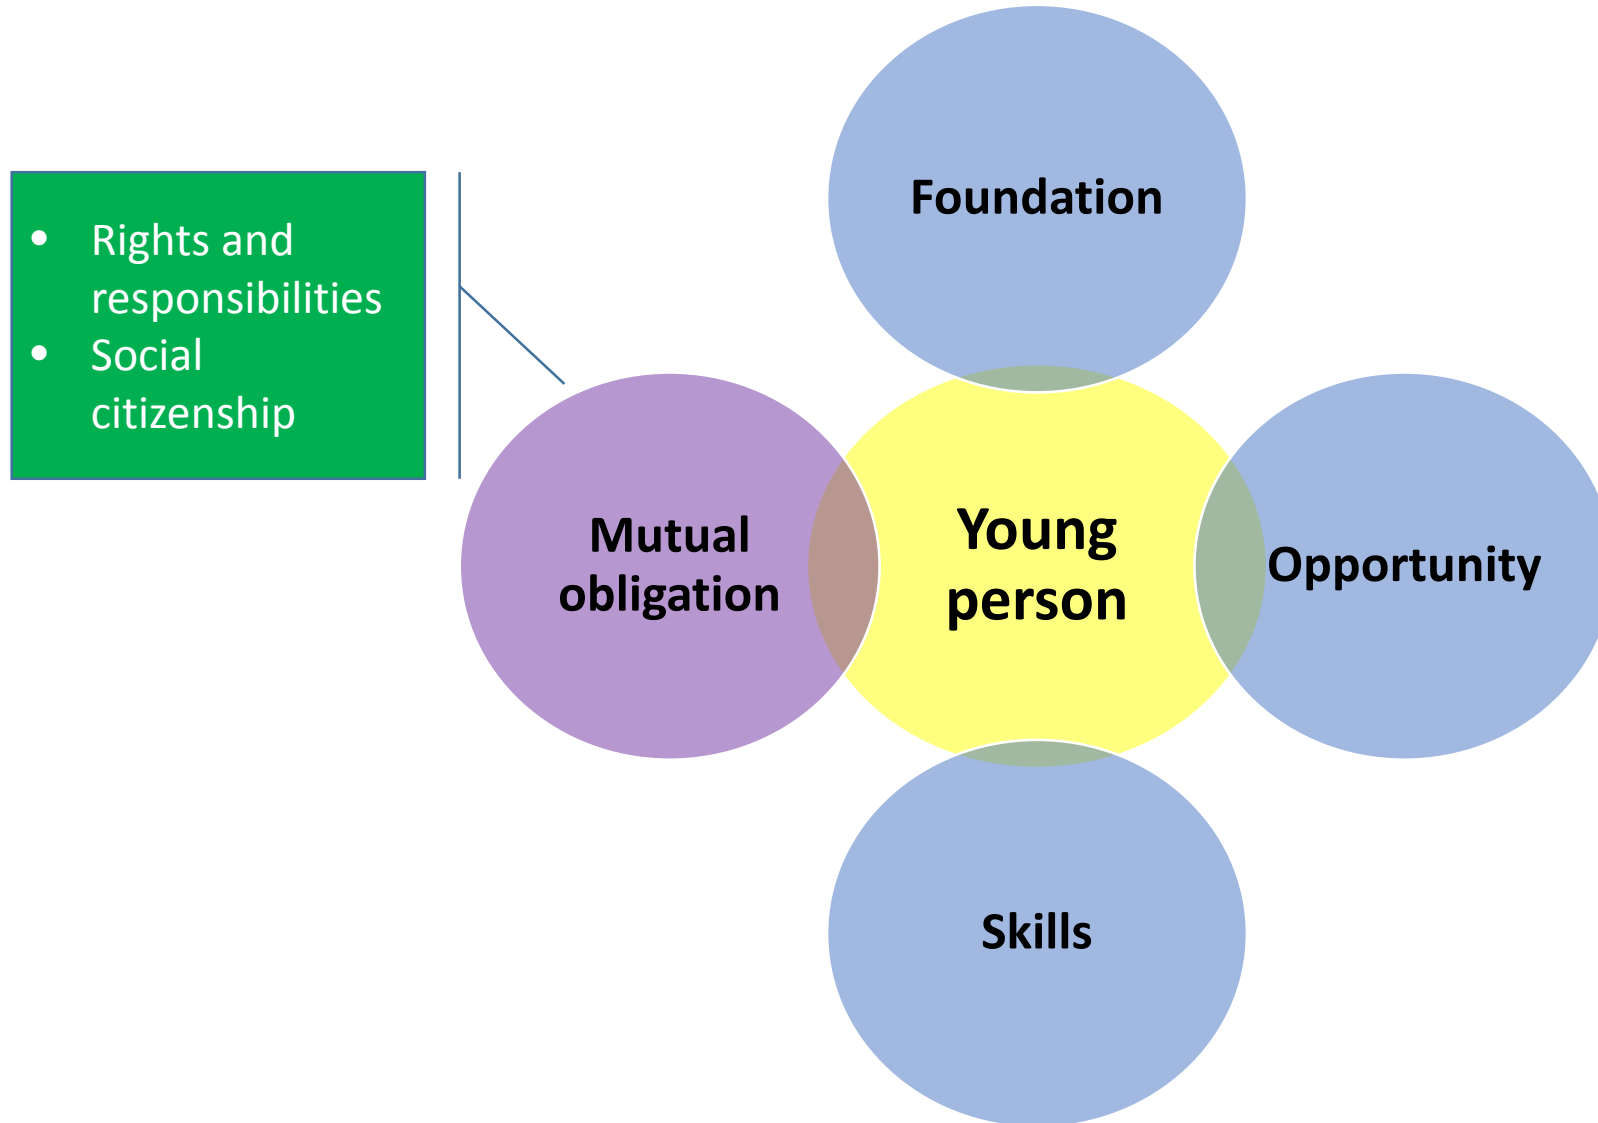 Foundation
• Rights and
responsibilities
• Social
citizenship
Mutual
obligation
Young
person
Opportunity
Skills